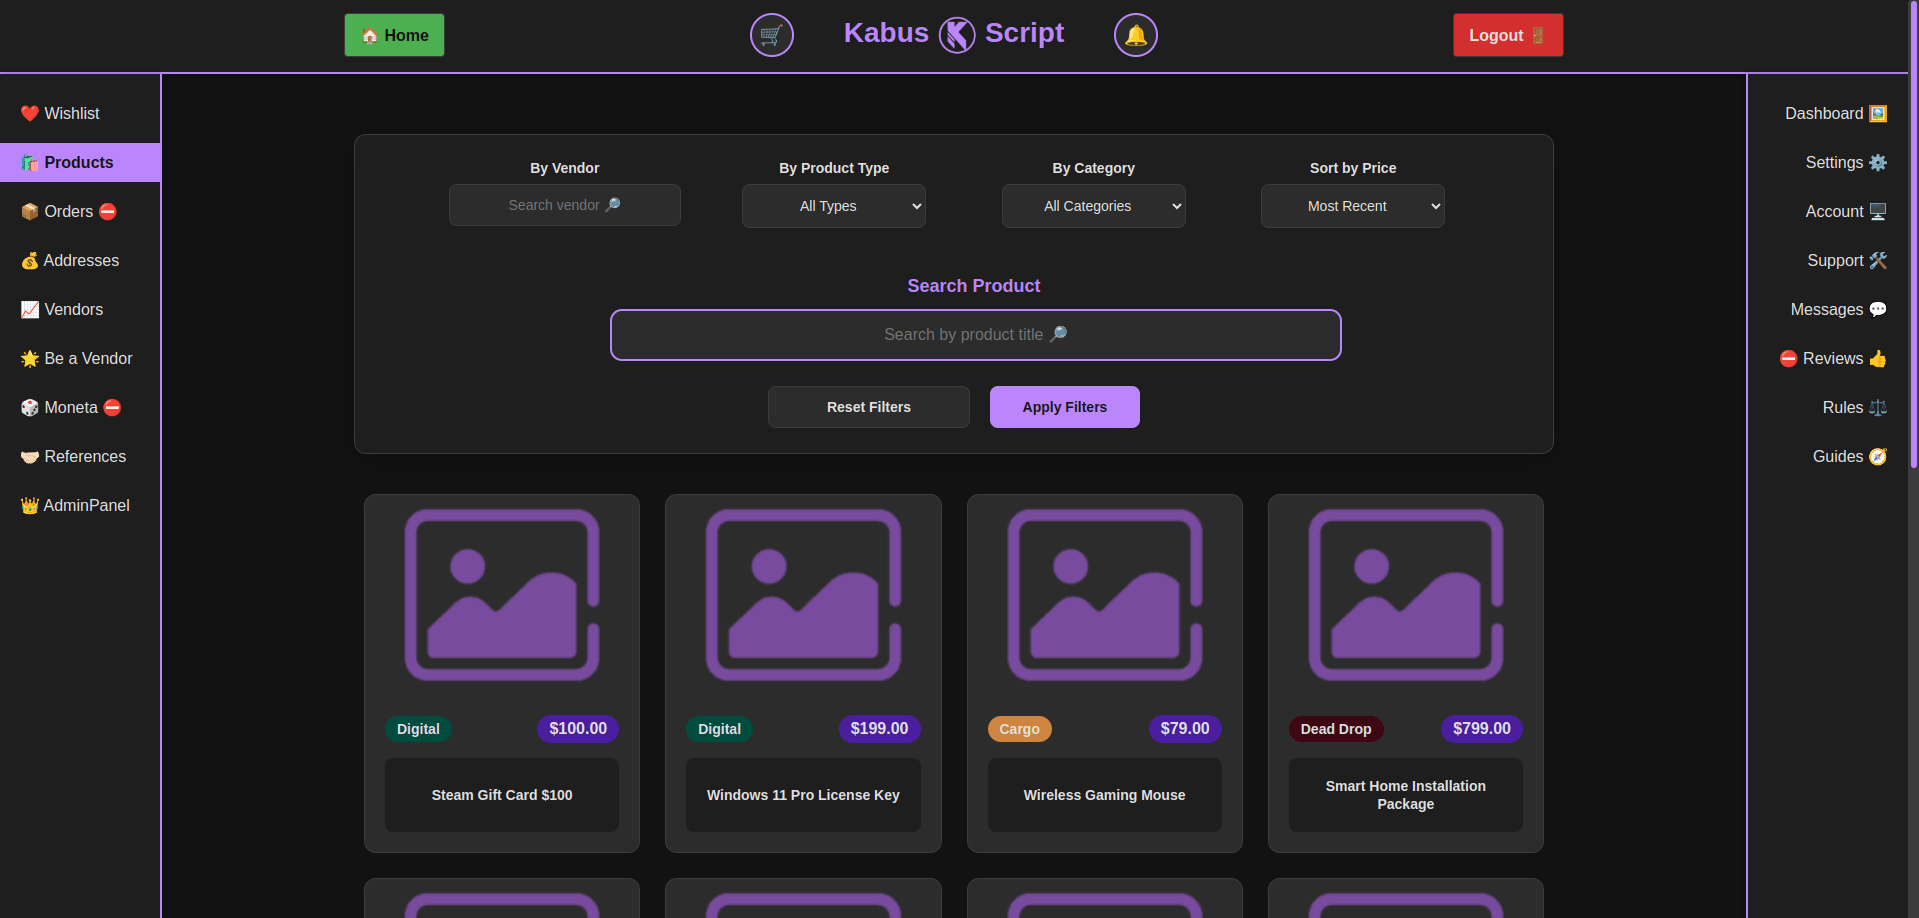 🏠 Home
🛒
Kabus Script
🔔
Logout 🚪
❤️ Wishlist
🛍️ Products
📦 Orders ⛔
💰 Addresses
📈 Vendors
🌟 Be a Vendor
🎲 Moneta ⛔
🤝🏻 References
👑 AdminPanel
By Vendor
Search vendor 🔎
By Product Type
All Types
By Category
All Categories
Sort by Price
Most Recent
Search Product
Search by product title 🔎
Reset Filters
Apply Filters
Digital
$100.00
Steam Gift Card $100
Digital
$199.00
Windows 11 Pro License Key
Cargo
$79.00
Wireless Gaming Mouse
Dead Drop
$799.00
Smart Home Installation
Package
Dashboard 🖼️
Settings ⚙️
Account 🖥️
Support 🛠️
Messages 💬
⛔ Reviews 👍
Rules ⚖️
Guides 🧭